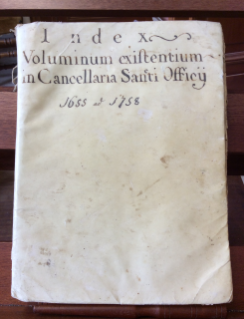 Index
Voluminum existentium
in Cancellaria Santi Officij
1655 a 1758